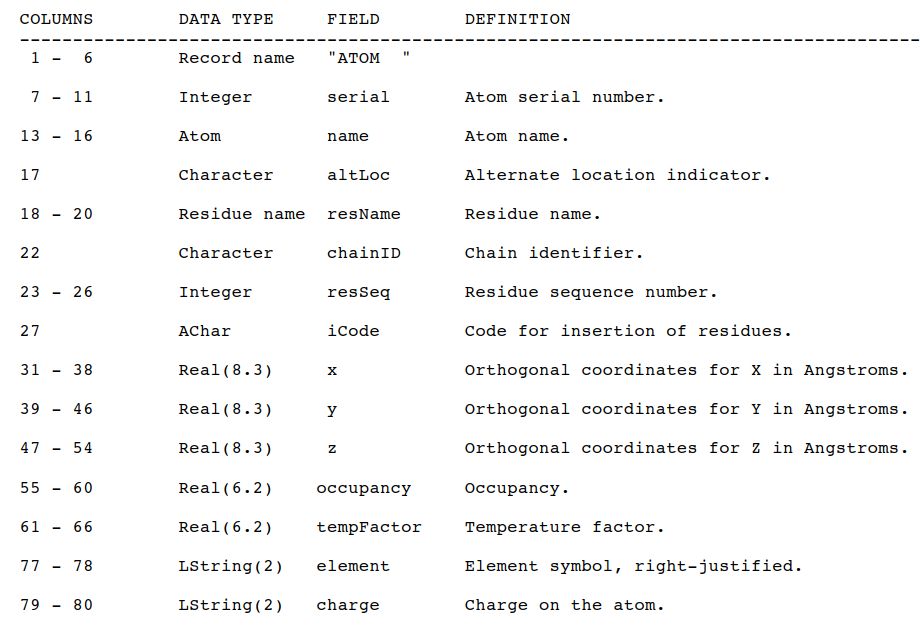 COLUMNS        DATA TYPE     FIELD        DEFINITION
-------------------------------------------------------------------------------------
 1 -  6        Record name   "ATOM  "
 7 - 11        Integer       serial       Atom serial number.
13 - 16        Atom          name         Atom name.
17             Character     altLoc       Alternate location indicator.
18 - 20        Residue name  resName      Residue name.
22             Character     chainID      Chain identifier.
23 - 26        Integer       resSeq       Residue sequence number.
27             AChar         iCode        Code for insertion of residues.
31 - 38        Real(8.3)     x            Orthogonal coordinates for X in Angstroms.
39 - 46        Real(8.3)     y            Orthogonal coordinates for Y in Angstroms.
47 - 54        Real(8.3)     z            Orthogonal coordinates for Z in Angstroms.
55 - 60        Real(6.2)    occupancy     Occupancy.
61 - 66        Real(6.2)    tempFactor    Temperature factor.
77 - 78        LString(2)   element       Element symbol, right-justified.
79 - 80        LString(2)   charge        Charge on the atom.